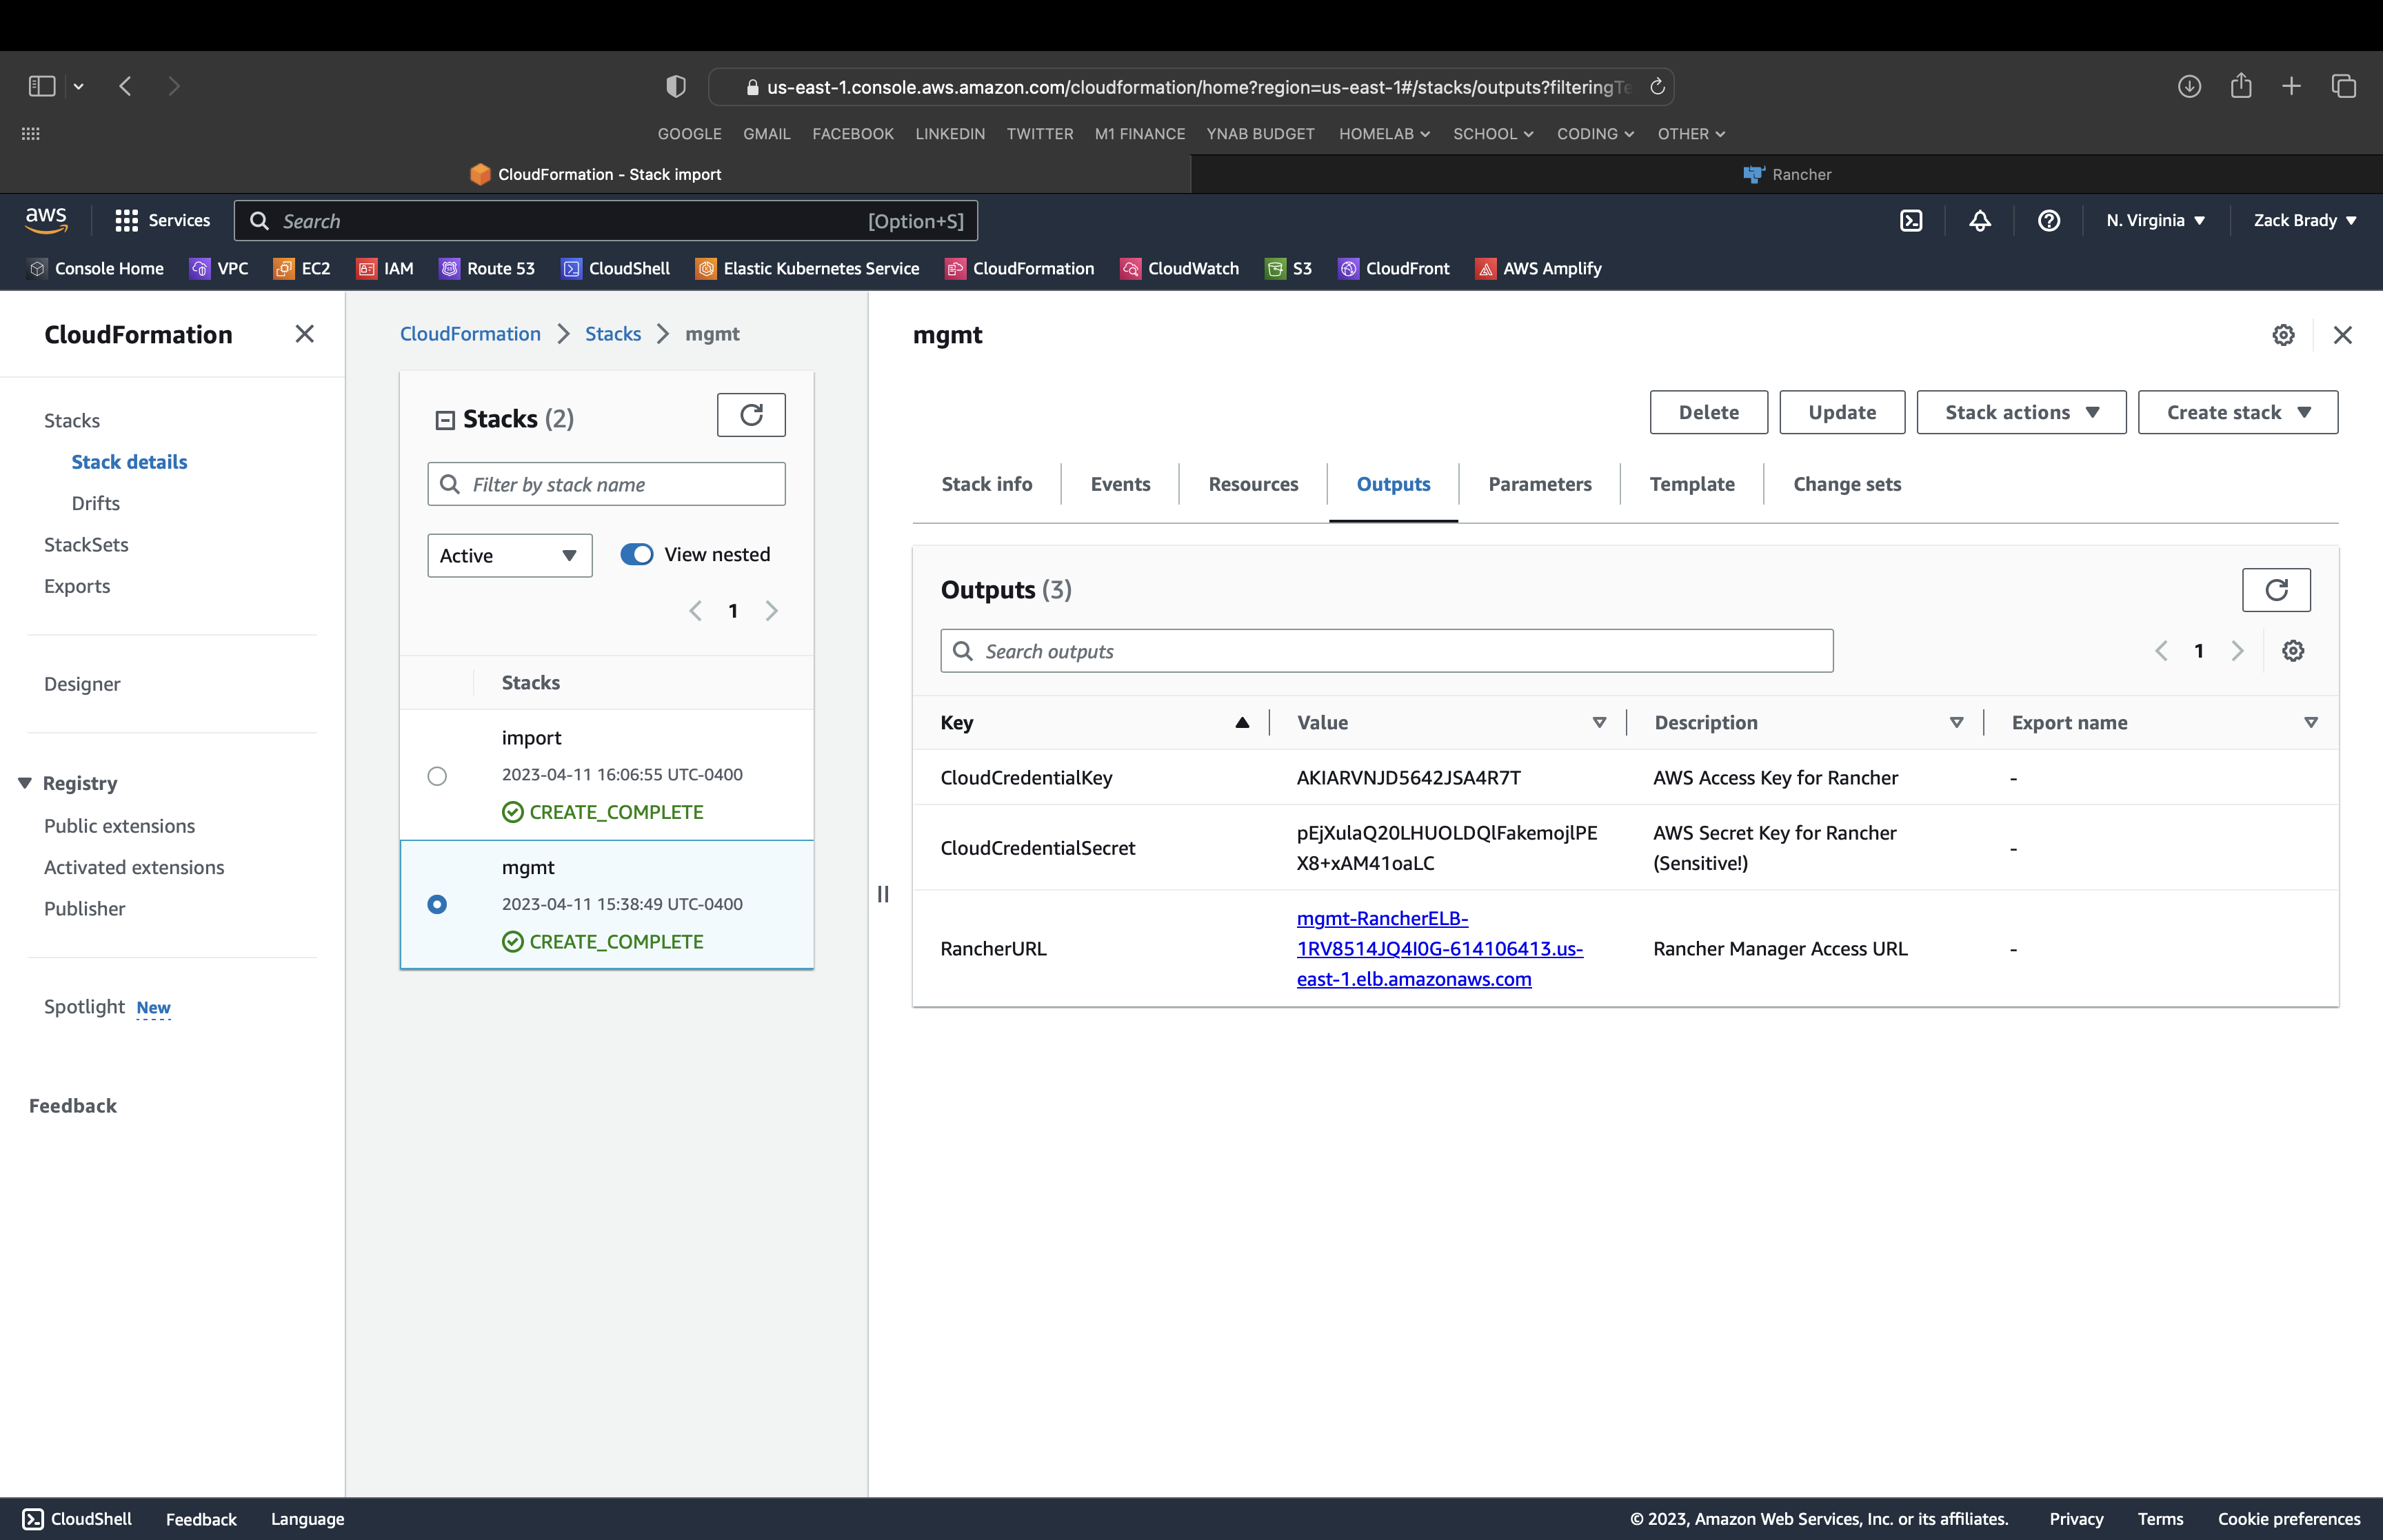 us-east-1.console.aws.amazon.com/cloudformation/home?region=us-east-1#/stacks/outputs?filteringTe
GOOGLE GMAIL FACEBOOK LINKEDIN TWITTER M1 FINANCE YNAB BUDGET HOMELAB SCHOOL CODING OTHER
CloudFormation - Stack import
Rancher
aws Services Search [Option+S] N. Virginia Zack Brady
Console Home VPC EC2 IAM Route 53 CloudShell Elastic Kubernetes Service CloudFormation CloudWatch S3 CloudFront AWS Amplify
CloudFormation
Stacks
Stack details
Drifts
StackSets
Exports
Designer
Registry
Public extensions
Activated extensions
Publisher
Spotlight New
Feedback
CloudFormation Stacks mgmt
Stacks (2)
Filter by stack name
Active View nested
1
Stacks
import
2023-04-11 16:06:55 UTC-0400
CREATE_COMPLETE
mgmt
2023-04-11 15:38:49 UTC-0400
CREATE_COMPLETE
mgmt
Delete Update Stack actions Create stack
Stack info Events Resources Outputs Parameters Template Change sets
Outputs (3)
Search outputs
1
Key Value Description Export name
CloudCredentialKey AKIARVNJD5642JSA4R7T AWS Access Key for Rancher -
CloudCredentialSecret
pEjXulaQ20LHUOLDQlFakemojlPE
X8+xAM41oaLC
AWS Secret Key for Rancher
(Sensitive!)
-
RancherURL
mgmt-RancherELB-
1RV8514JQ4I0G-614106413.us-
east-1.elb.amazonaws.com
Rancher Manager Access URL
-
CloudShell Feedback Language © 2023, Amazon Web Services, Inc. or its affiliates. Privacy Terms Cookie preferences